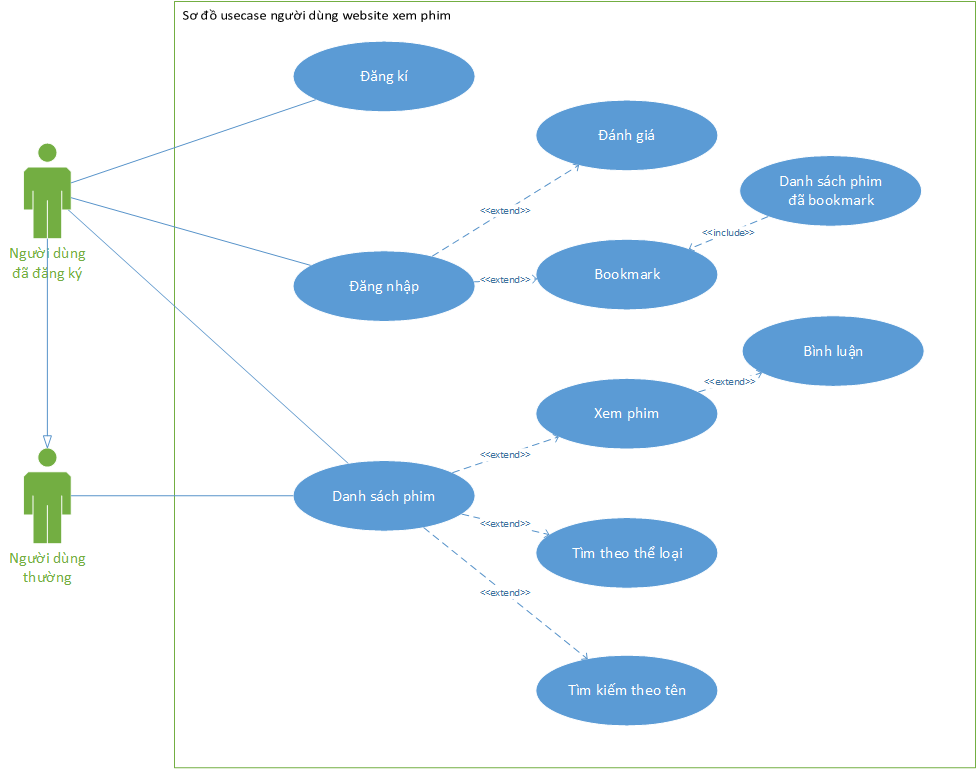 Sơ đồ usecase người dùng website xem phim
Đăng kí
Đánh giá
Danh sách phim
đã bookmark
<<extend>>
<<include>>
Người dùng
đã đăng ký
Đăng nhập
<<extend>>
Bookmark
Bình luận
<<extend>>
Xem phim
<<extend>>
Danh sách phim
<<extend>>
Người dùng
thường
Tìm theo thể loại
<<extend>>
Tìm kiếm theo tên